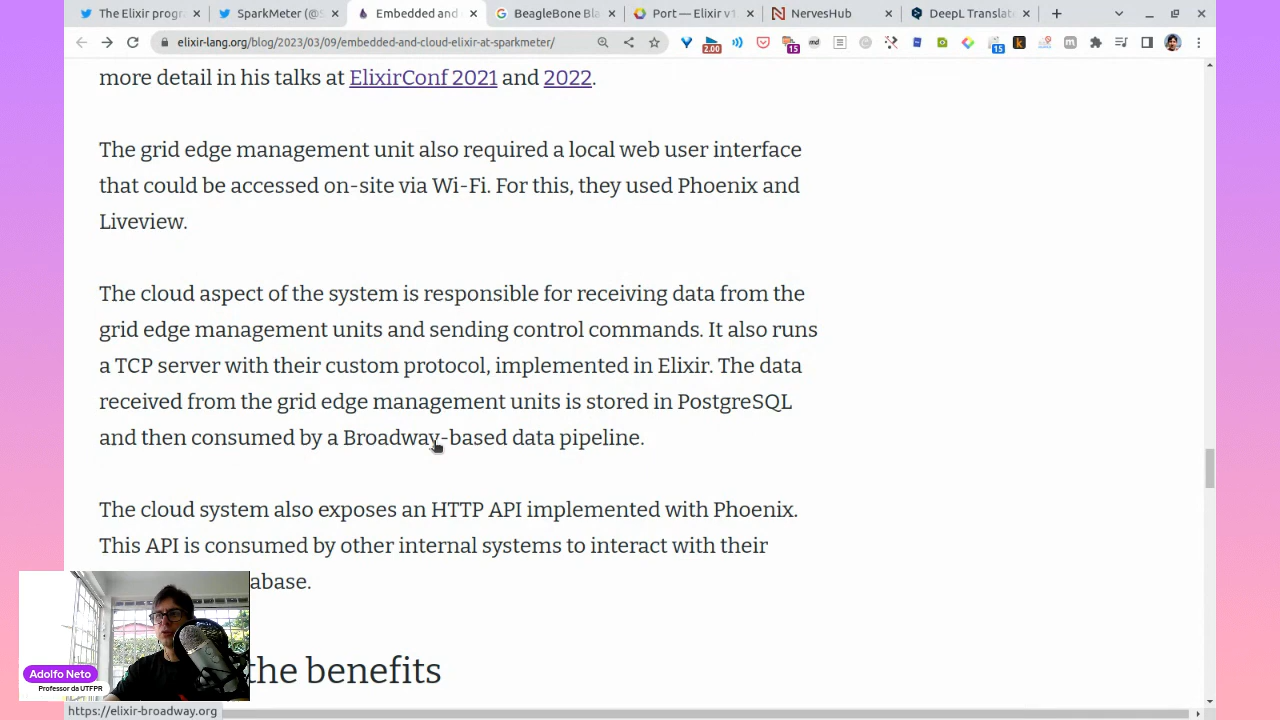 The Elixir progr
SparkMeter (@S
Embedded and
BeagleBone Bla
Port — Elixir v1
NervesHub
DeepL Translate
elixir-lang.org/blog/2023/03/09/embedded-and-cloud-elixir-at-sparkmeter/
2.00
15
md
15
more detail in his talks at ElixirConf 2021 and 2022.
The grid edge management unit also required a local web user interface
that could be accessed on-site via Wi-Fi. For this, they used Phoenix and
Liveview.
The cloud aspect of the system is responsible for receiving data from the
grid edge management units and sending control commands. It also runs
a TCP server with their custom protocol, implemented in Elixir. The data
received from the grid edge management units is stored in PostgreSQL
and then consumed by a Broadway-based data pipeline.
The cloud system also exposes an HTTP API implemented with Phoenix.
This API is consumed by other internal systems to interact with their
abase.
the benefits
Adolfo Neto
Professor da UTFPR
https://elixir-broadway.org